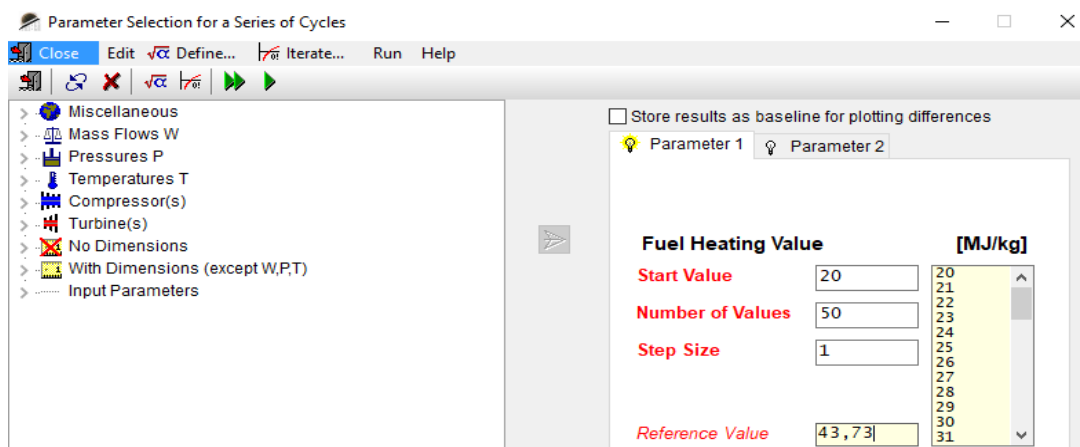 Parameter Selection for a Series of Cycles
Close Edit √α Define... Iterate... Run Help
√α
Miscellaneous
Mass Flows W
Pressures P
Temperatures T
Compressor(s)
Turbine(s)
No Dimensions
With Dimensions (except W,P,T)
Input Parameters
Store results as baseline for plotting differences
Parameter 1 Parameter 2
Fuel Heating Value [MJ/kg]
Start Value 20
Number of Values 50
Step Size 1
Reference Value 43,73
20
21
22
23
24
25
26
27
28
29
30
31